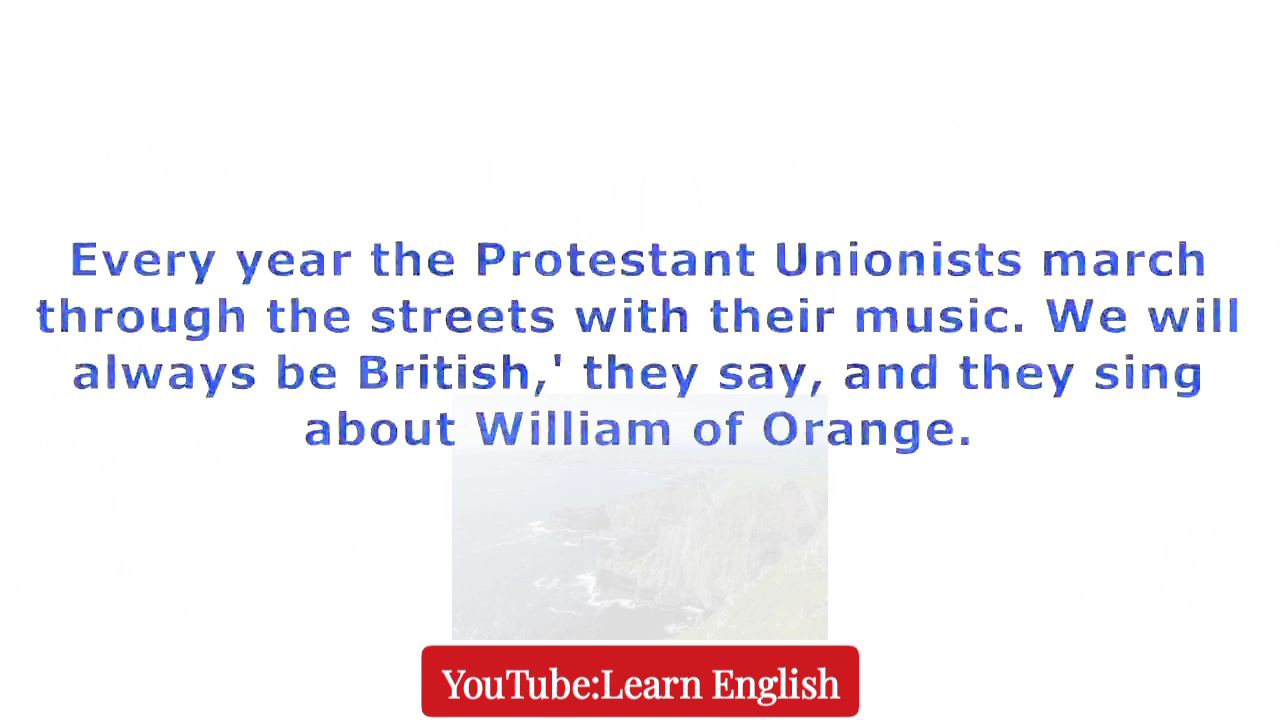 Every year the Protestant Unionists march
through the streets with their music. We will
always be British,' they say, and they sing
about William of Orange.
YouTube:Learn English